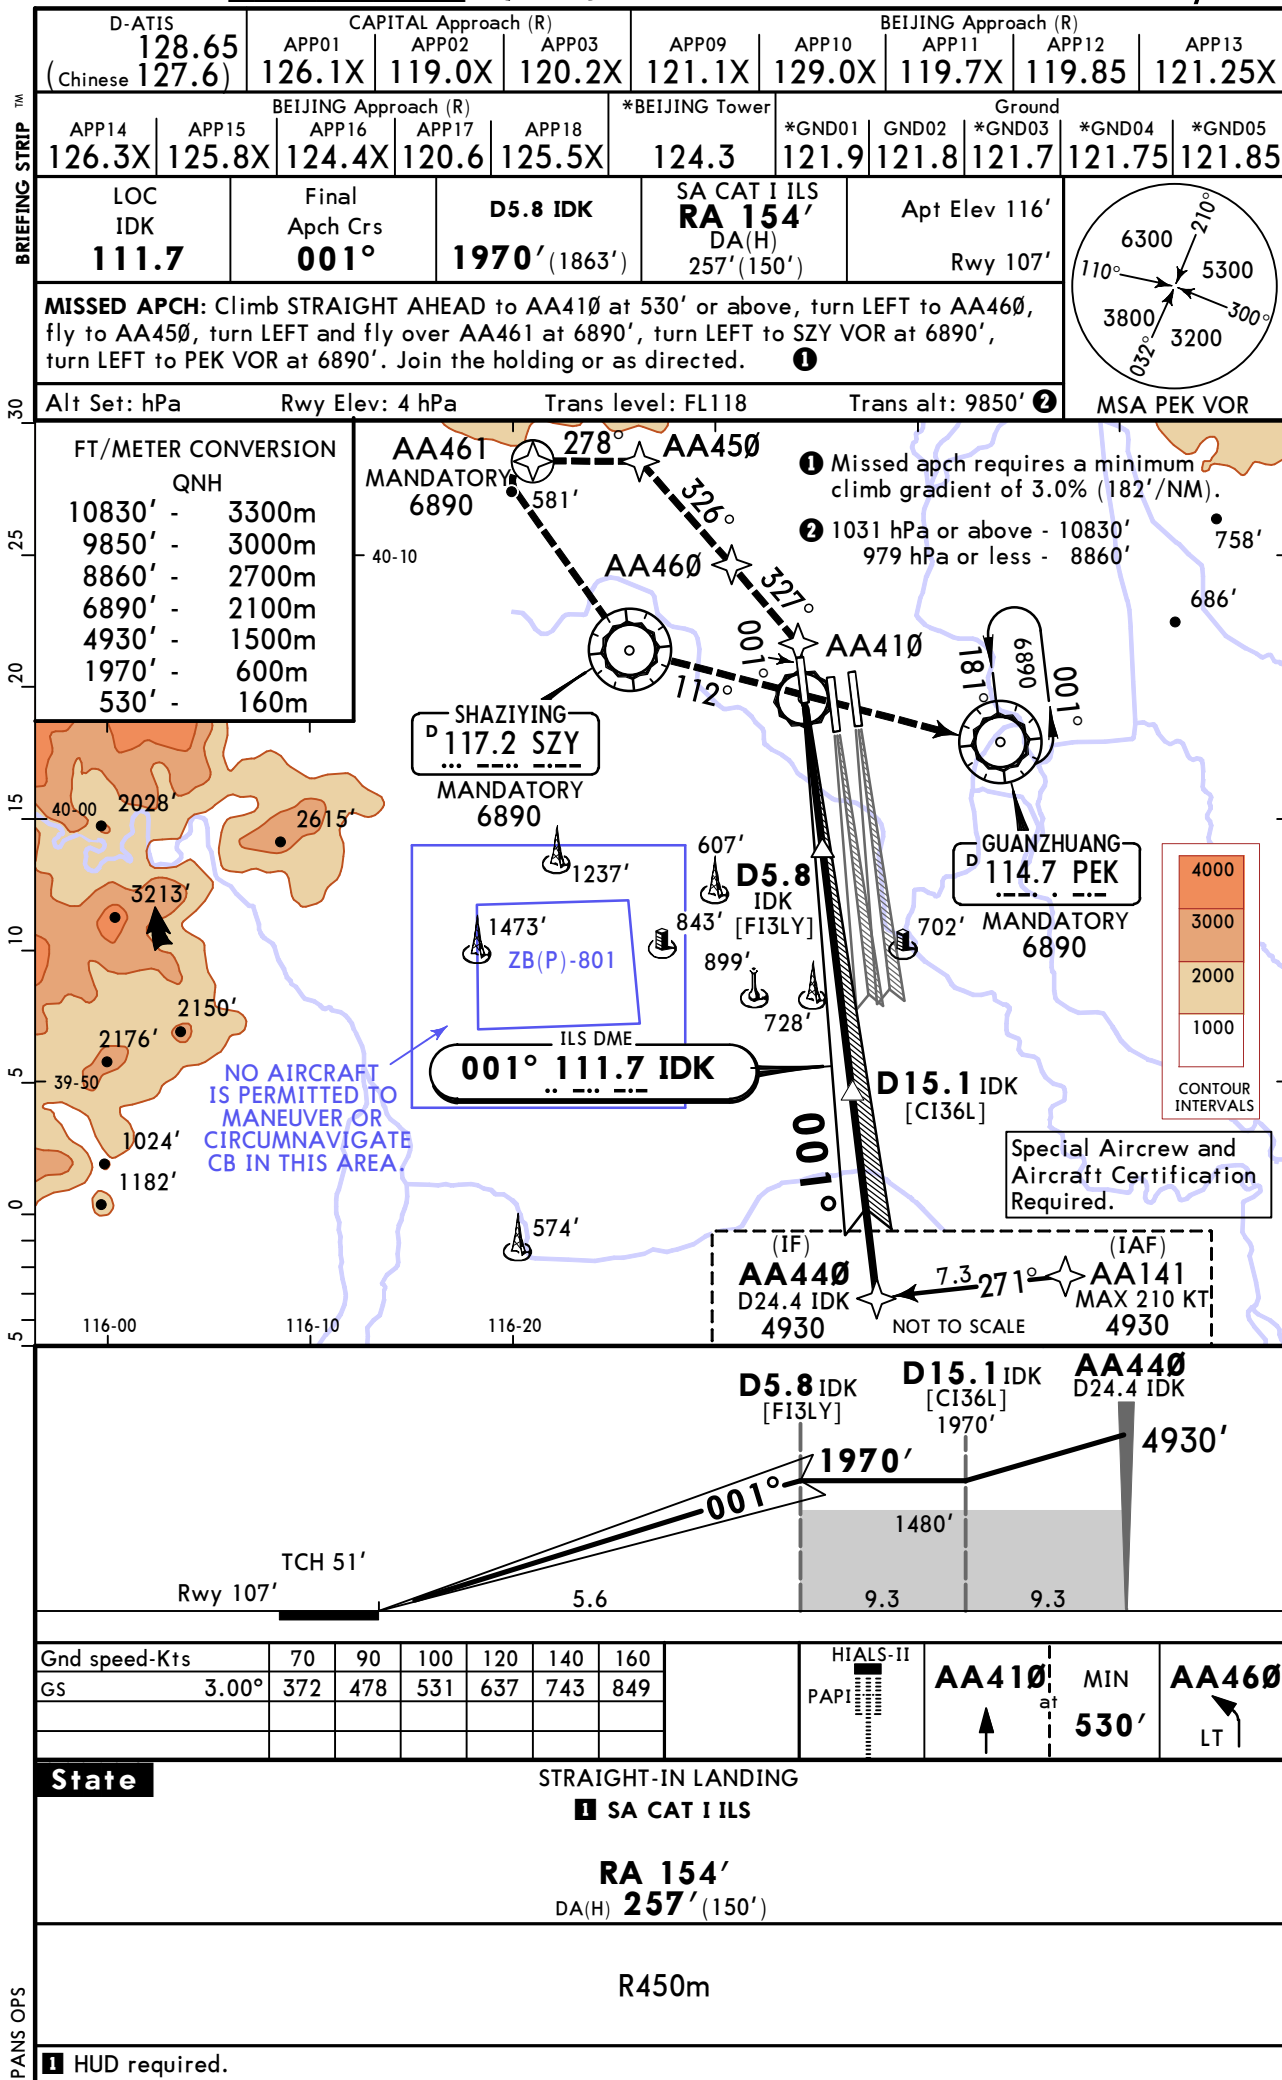 D-ATIS
128.65
(Chinese 127.6)
CAPITAL Approach (R)
APP01 APP02 APP03
126.1X 119.0X 120.2X
BEIJING Approach (R)
APP09 APP10 APP11 APP12 APP13
121.1X 129.0X 119.7X 119.85 121.25X
BEIJING Approach (R)
APP14 APP15 APP16 APP17 APP18
126.3X 125.8X 124.4X 120.6 125.5X
*BEIJING Tower
124.3
Ground
*GND01 GND02 *GND03 *GND04 *GND05
121.9 121.8 121.7 121.75 121.85
BRIEFING STRIP TM
LOC
IDK
111.7
Final
Apch Crs
001°
D5.8 IDK
1970′ (1863′)
SA CAT I ILS
RA 154′
DA(H)
257′(150′)
Apt Elev 116′
Rwy 107′
6300
210°
110°
5300
3800
300°
3200
032°
MSA PEK VOR
MISSED APCH: Climb STRAIGHT AHEAD to AA41Ø at 530′ or above, turn LEFT to AA46Ø,
fly to AA45Ø, turn LEFT and fly over AA461 at 6890′, turn LEFT to SZY VOR at 6890′,
turn LEFT to PEK VOR at 6890′. Join the holding or as directed. 1
Alt Set: hPa Rwy Elev: 4 hPa Trans level: FL118 Trans alt: 9850′ 2
FT/METER CONVERSION
QNH
10830′ - 3300m
9850′ - 3000m
8860′ - 2700m
6890′ - 2100m
4930′ - 1500m
1970′ - 600m
530′ - 160m
30
25
20
15
10
5
0
5
AA461
MANDATORY
6890
278°
AA45Ø
581′
326°
40-10
AA46Ø
327°
1 Missed apch requires a minimum
climb gradient of 3.0% (182′/NM).
2 1031 hPa or above - 10830′
979 hPa or less - 8860′
758′
686′
001°
AA41Ø
112°
181°
6890
001°
SHAZIYING
D 117.2 SZY
MANDATORY
6890
GUANZHUANG
D 114.7 PEK
MANDATORY
6890
40-00
2028′
2615′
3213′
2150′
2176′
39-50
1024′
1182′
1237′
607′
D5.8
IDK
[FI3LY]
1473′
843′
ZB(P)-801
899′
702′
728′
4000
3000
2000
1000
CONTOUR
INTERVALS
ILS DME
001° 111.7 IDK
NO AIRCRAFT
IS PERMITTED TO
MANEUVER OR
CIRCUMNAVIGATE
CB IN THIS AREA.
D15.1 IDK
[CI36L]
001°
Special Aircrew and
Aircraft Certification
Required.
574′
(IF)
AA44Ø
D24.4 IDK
4930
7.3
271°
(IAF)
AA141
MAX 210 KT
4930
NOT TO SCALE
116-00
116-10
116-20
D5.8 IDK
[FI3LY]
D15.1 IDK
[CI36L]
1970′
AA44Ø
D24.4 IDK
1970′
4930′
001°
1480′
TCH 51′
Rwy 107′
5.6
9.3
9.3
Gnd speed-Kts 70 90 100 120 140 160
GS 3.00° 372 478 531 637 743 849
HIALS-II
PAPI
AA41Ø
at
MIN
530′
AA46Ø
LT
State
STRAIGHT-IN LANDING
1 SA CAT I ILS
RA 154′
DA(H) 257′ (150′)
R450m
PANS OPS
1 HUD required.